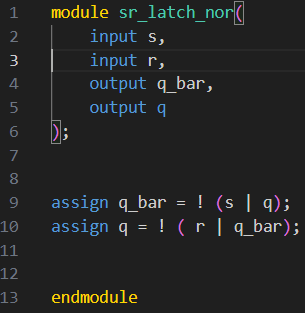 1 module sr_latch_nor(
2 input s,
3 input r,
4 output q_bar,
5 output q
6 );
7
8
9 assign q_bar = ! (s | q);
10 assign q = ! ( r | q_bar);
11
12
13 endmodule